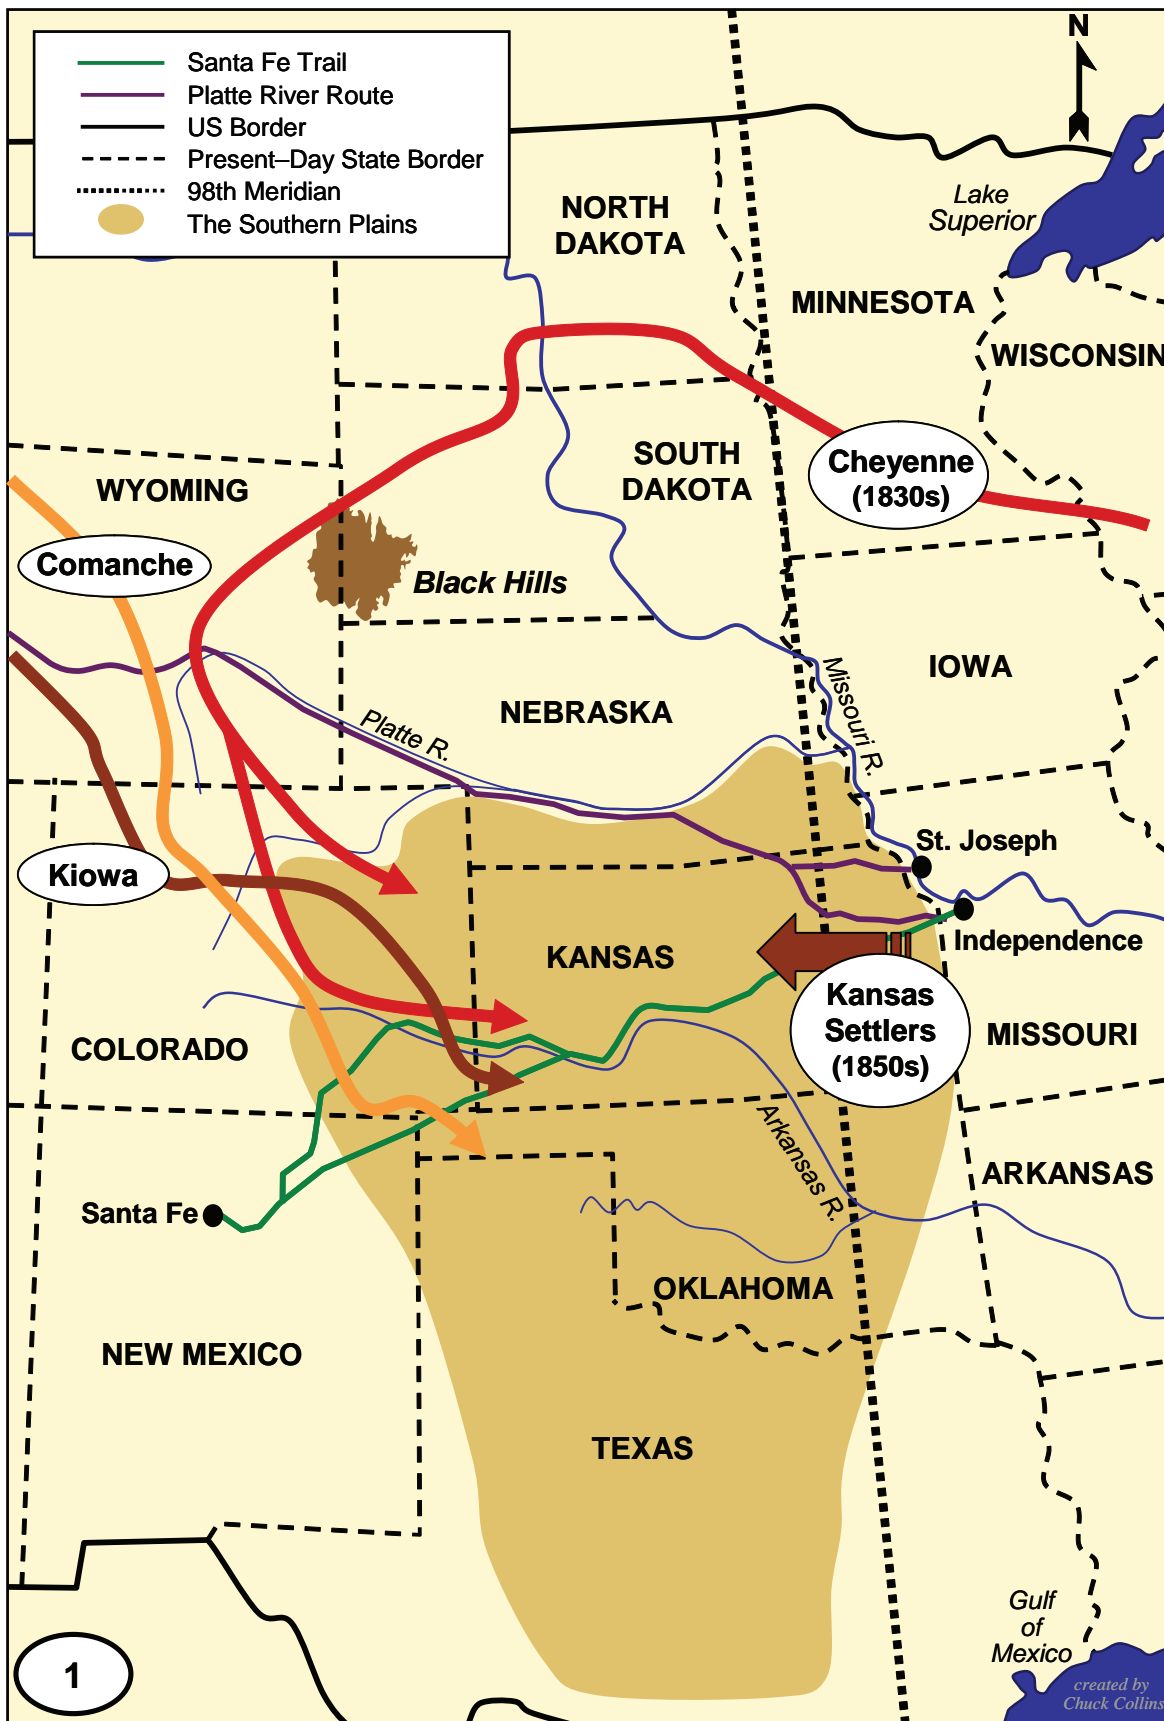 Santa Fe Trail
Platte River Route
US Border
Present–Day State Border
98th Meridian
The Southern Plains
N
Lake
Superior
NORTH
DAKOTA
MINNESOTA
WISCONSIN
SOUTH
DAKOTA
Cheyenne
(1830s)
WYOMING
Comanche
Black Hills
IOWA
Missouri R.
NEBRASKA
Platte R.
St. Joseph
Kiowa
Independence
KANSAS
Kansas
Settlers
(1850s)
MISSOURI
COLORADO
Arkansas R.
ARKANSAS
Santa Fe
OKLAHOMA
NEW MEXICO
TEXAS
Gulf
of
Mexico
1
created by
Chuck Collins